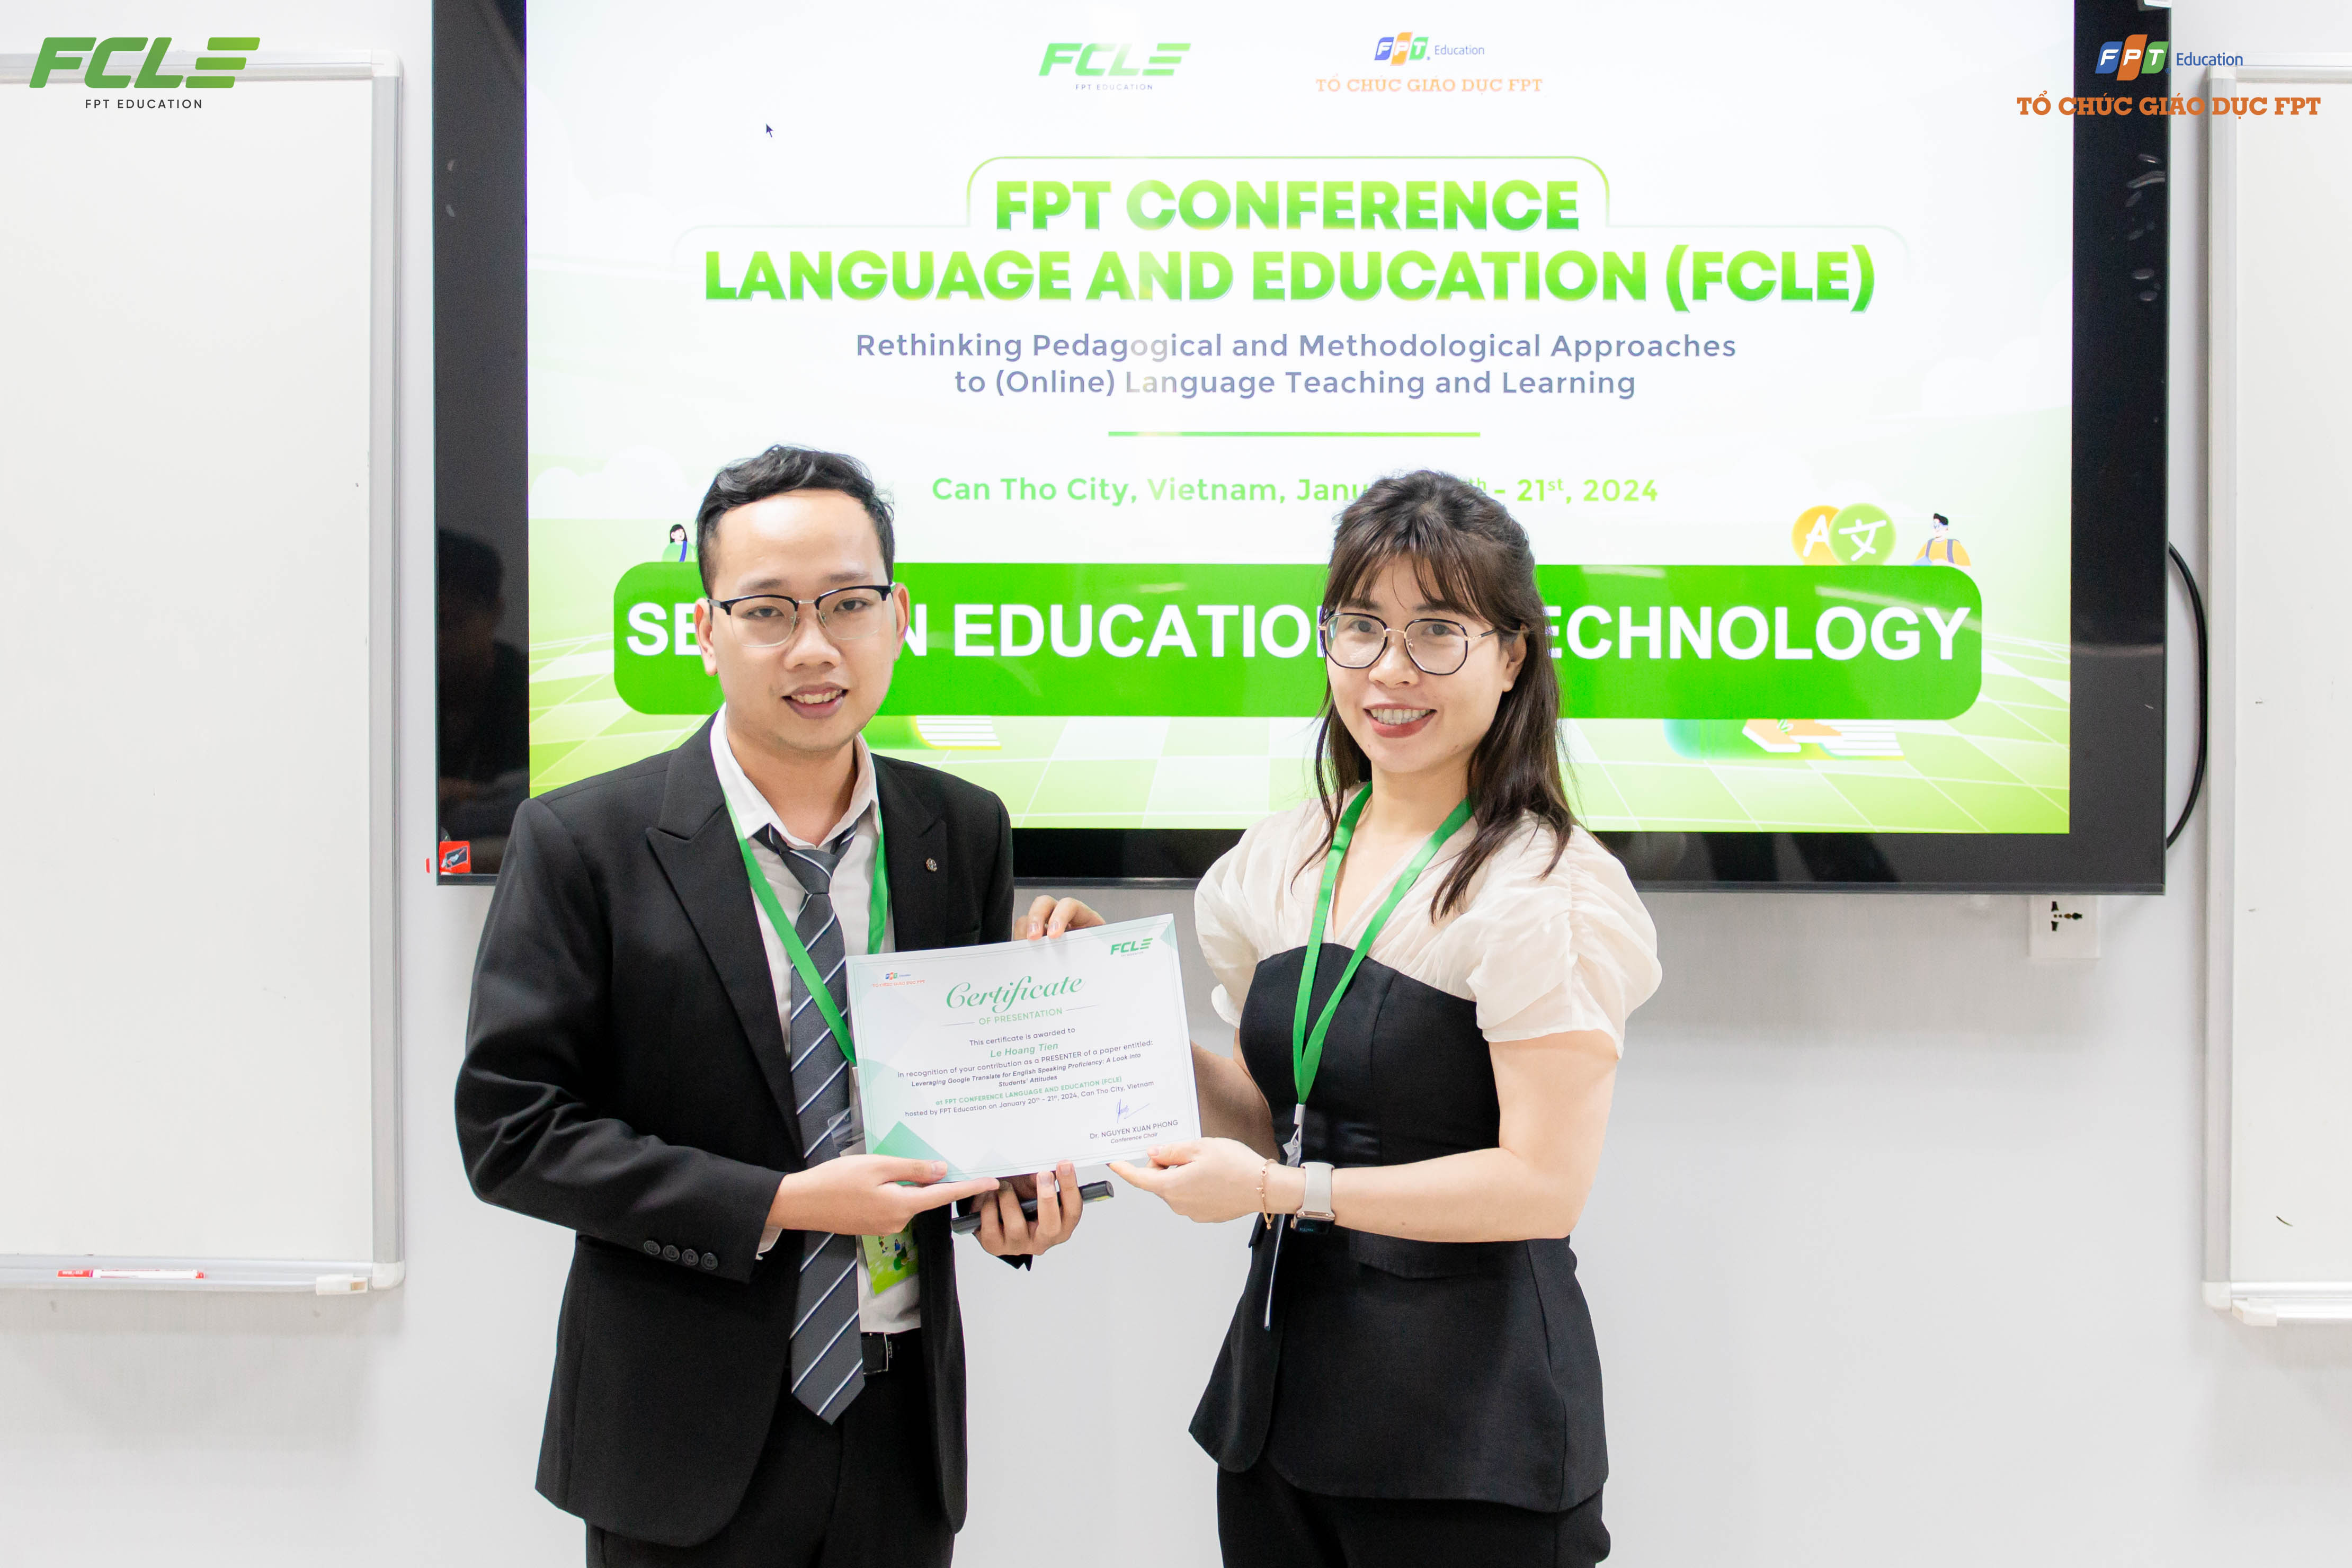 FCLE
FPT EDUCATION
FPT Education
TỔ CHỨC GIÁO DỤC FPT
FCLE
FPT EDUCATION
FPT Education
TỔ CHỨC GIÁO DỤC FPT
FPT CONFERENCE
LANGUAGE AND EDUCATION (FCLE)
Rethinking Pedagogical and Methodological Approaches
to (Online) Language Teaching and Learning
Can Tho City, Vietnam, - 21st, 2024
A 文
EDUCATIO ECHNOLOGY
FCLE
Certificate
OF PRESENTATION
This certificate is awarded to
Le Hoang Tien
In recognition of your contribution as a PRESENTER of a paper entitled:
Leveraging Google Translate for English Speaking Proficiency: A Look into
Students' Attitudes
at FPT CONFERENCE LANGUAGE AND EDUCATION (FCLE)
hosted by FPT Education on January 20th - 21st, 2024, Can Tho City, Vietnam
Dr. NGUYEN XUAN PHONG
Conference Chair